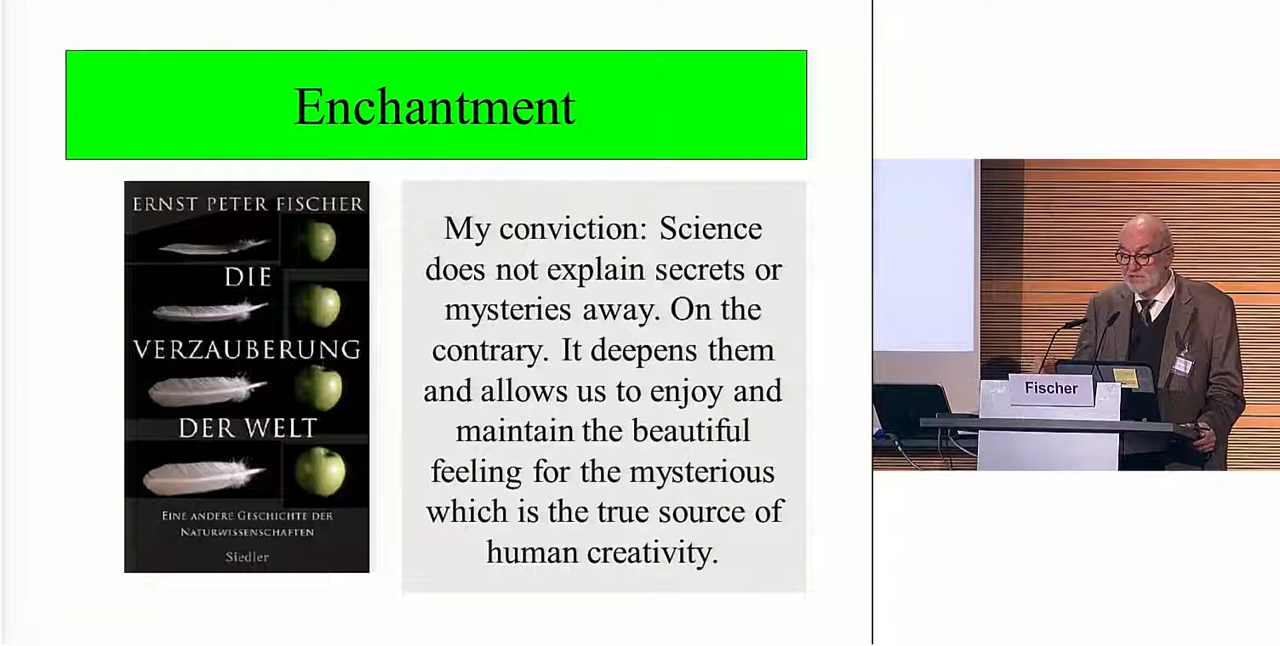 Enchantment
ERNST PETER FISCHER
DIE
VERZAUBERUNG
DER WELT
EINE ANDERE GESCHICHTE DER
NATURWISSENSCHAFTEN
Siedler
My conviction: Science
does not explain secrets or
mysteries away. On the
contrary. It deepens them
and allows us to enjoy and
maintain the beautiful
feeling for the mysterious
which is the true source of
human creativity.
Fischer